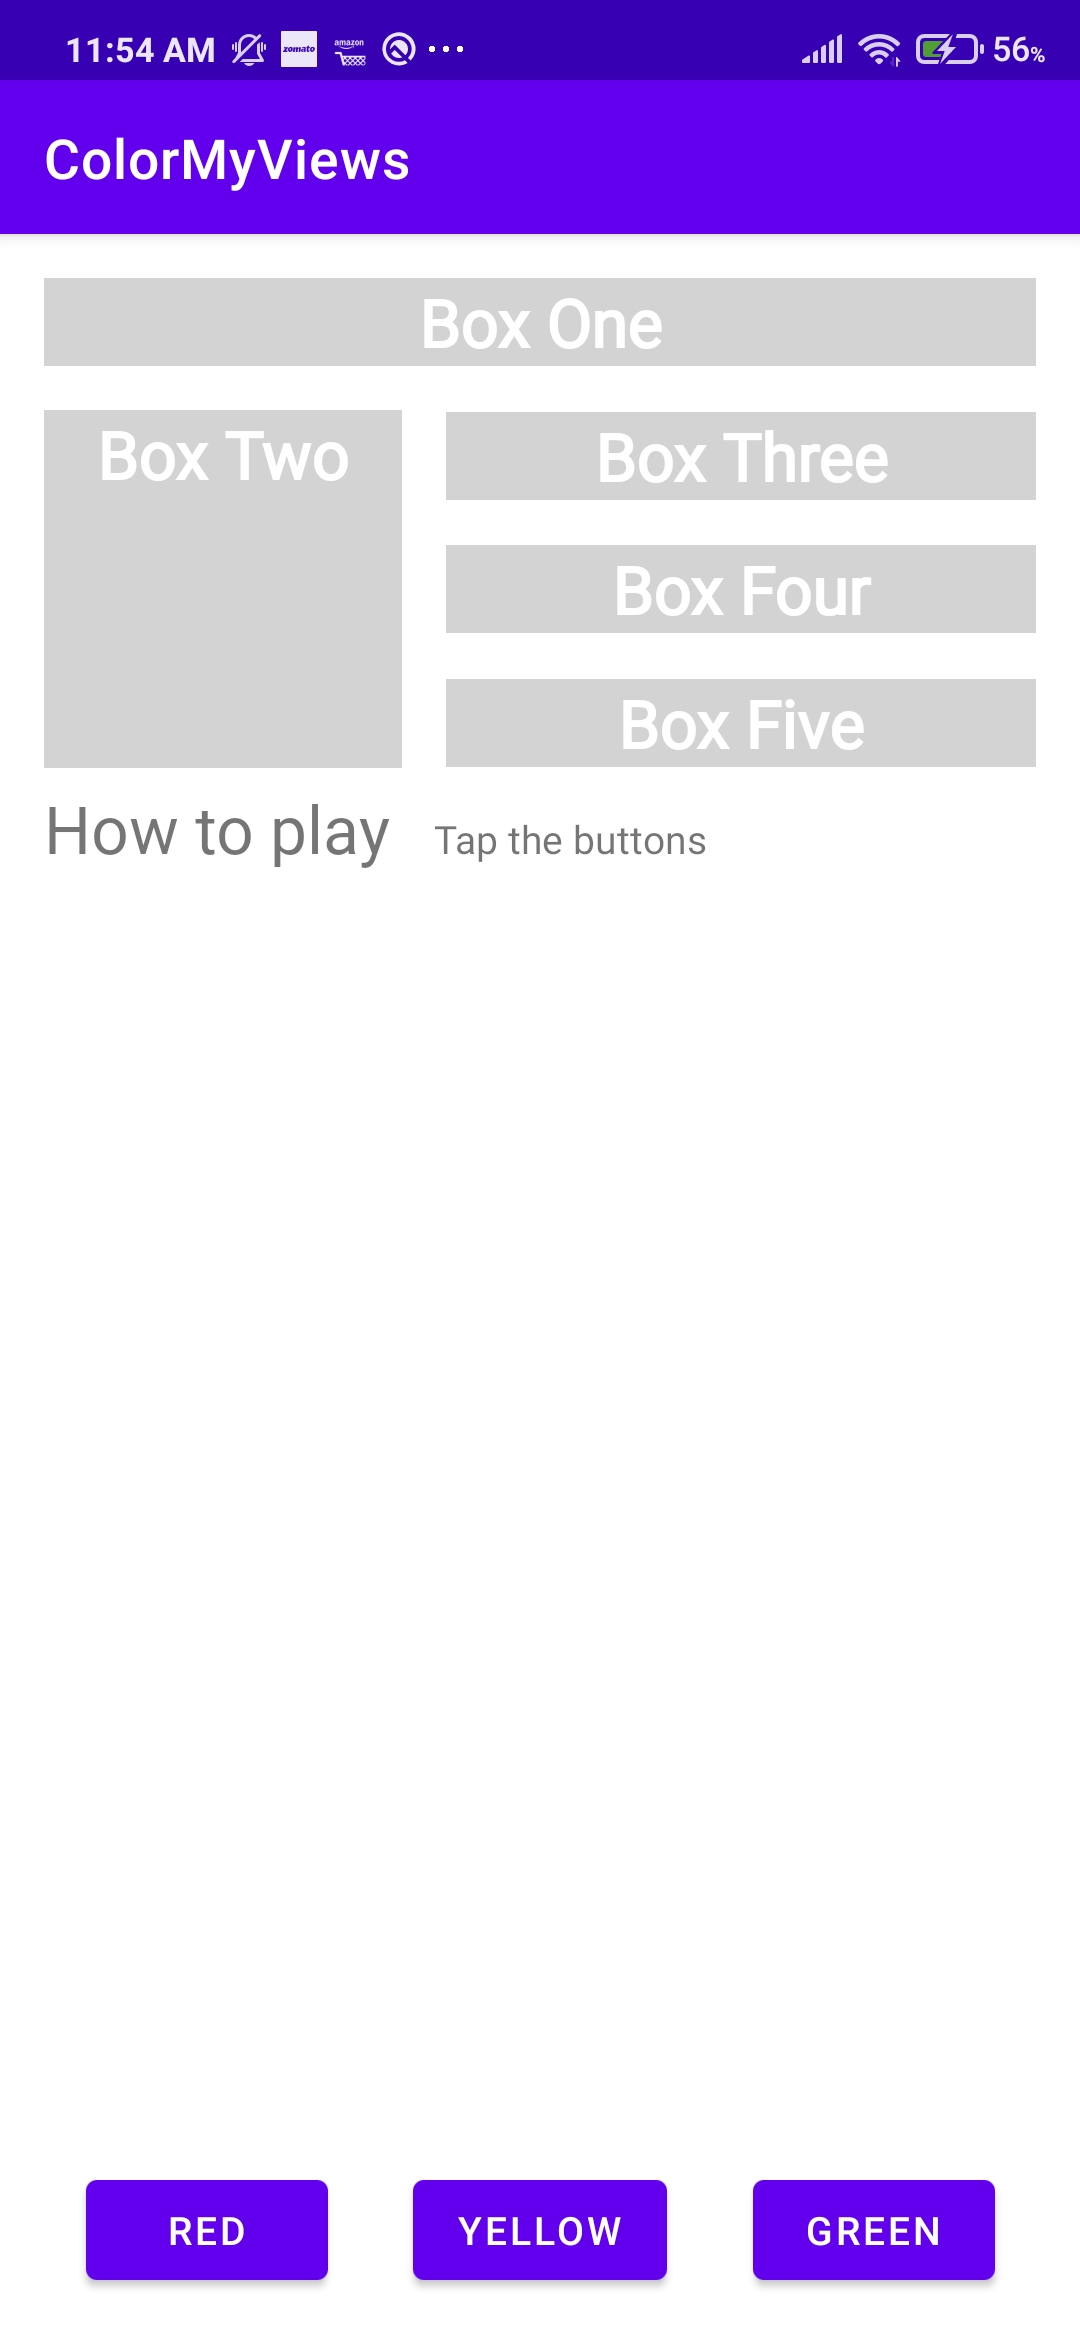 11:54 AM zomato amazon 56%
ColorMyViews
Box One
Box Two
Box Three
Box Four
Box Five
How to play Tap the buttons
RED YELLOW GREEN